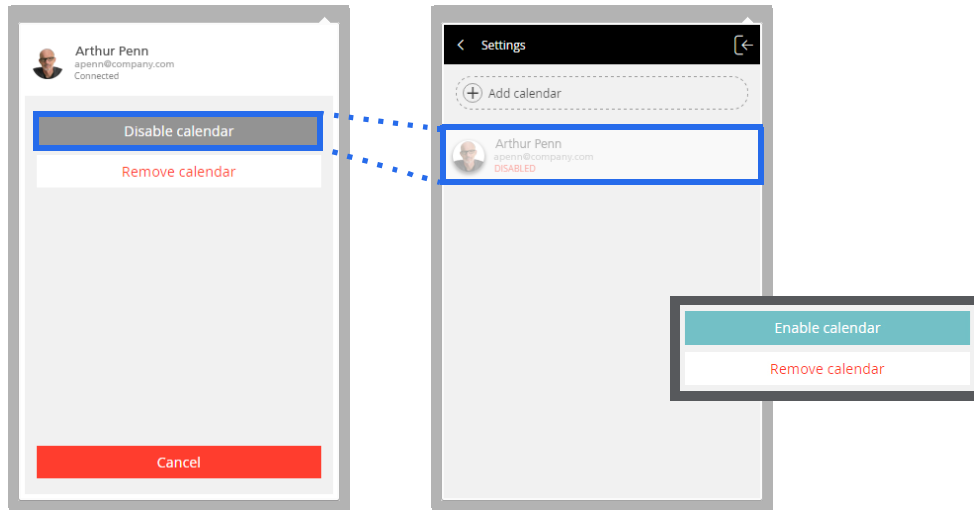 Arthur Penn
apenn@company.com
Connected
Disable calendar
Remove calendar
Cancel
Settings
Add calendar
Arthur Penn
apenn@company.com
DISABLED
Enable calendar
Remove calendar